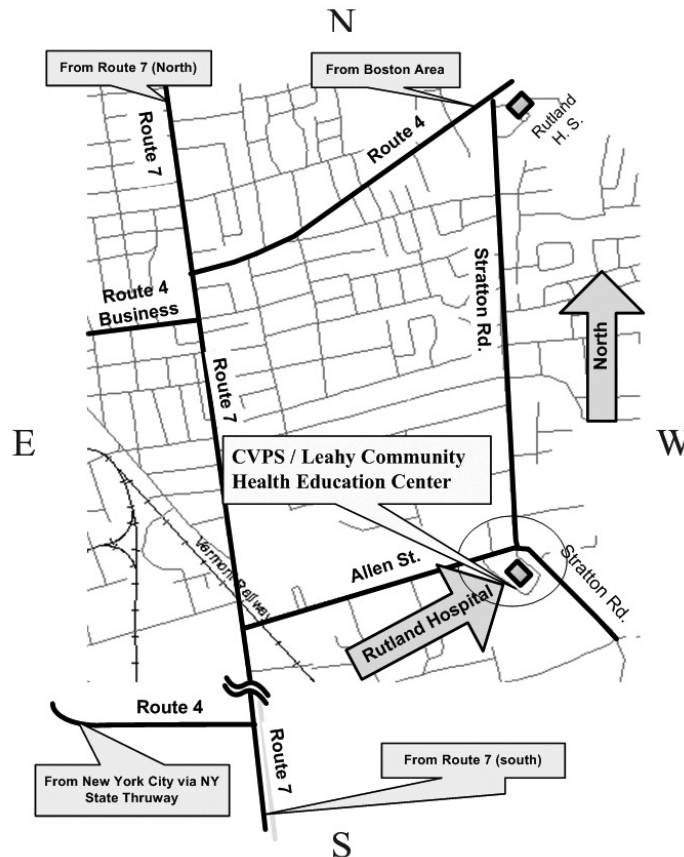 N
From Route 7 (North)
From Boston Area
Route 7
Route 4
Rutland
H. S.
Route 4
Business
Stratton Rd.
North
Route 7
E
W
CVPS / Leahy Community
Health Education Center
Vermont Railway
Allen St.
Stratton Rd.
Rutland Hospital
Route 4
Route 7
From New York City via NY
State Thruway
From Route 7 (south)
S